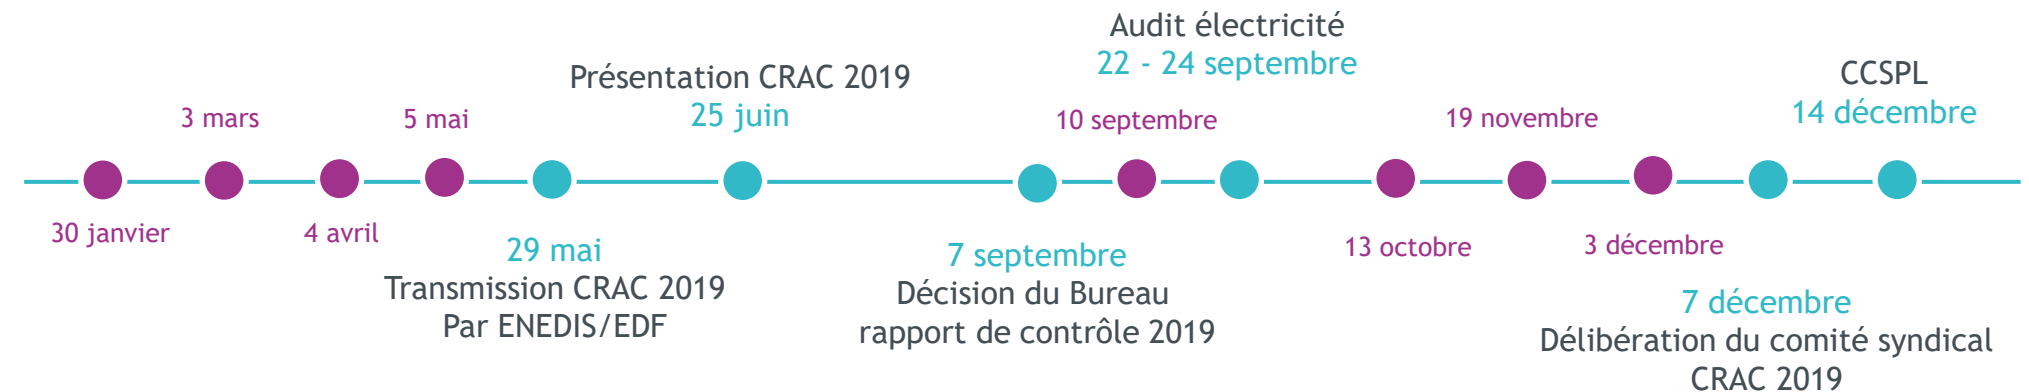 30 janvier
3 mars
4 avril
5 mai
29 mai
Transmission CRAC 2019
Par ENEDIS/EDF
Présentation CRAC 2019
25 juin
7 septembre
Décision du Bureau
rapport de contrôle 2019
10 septembre
Audit électricité
22 - 24 septembre
13 octobre
19 novembre
3 décembre
7 décembre
Délibération du comité syndical
CRAC 2019
CCSPL
14 décembre